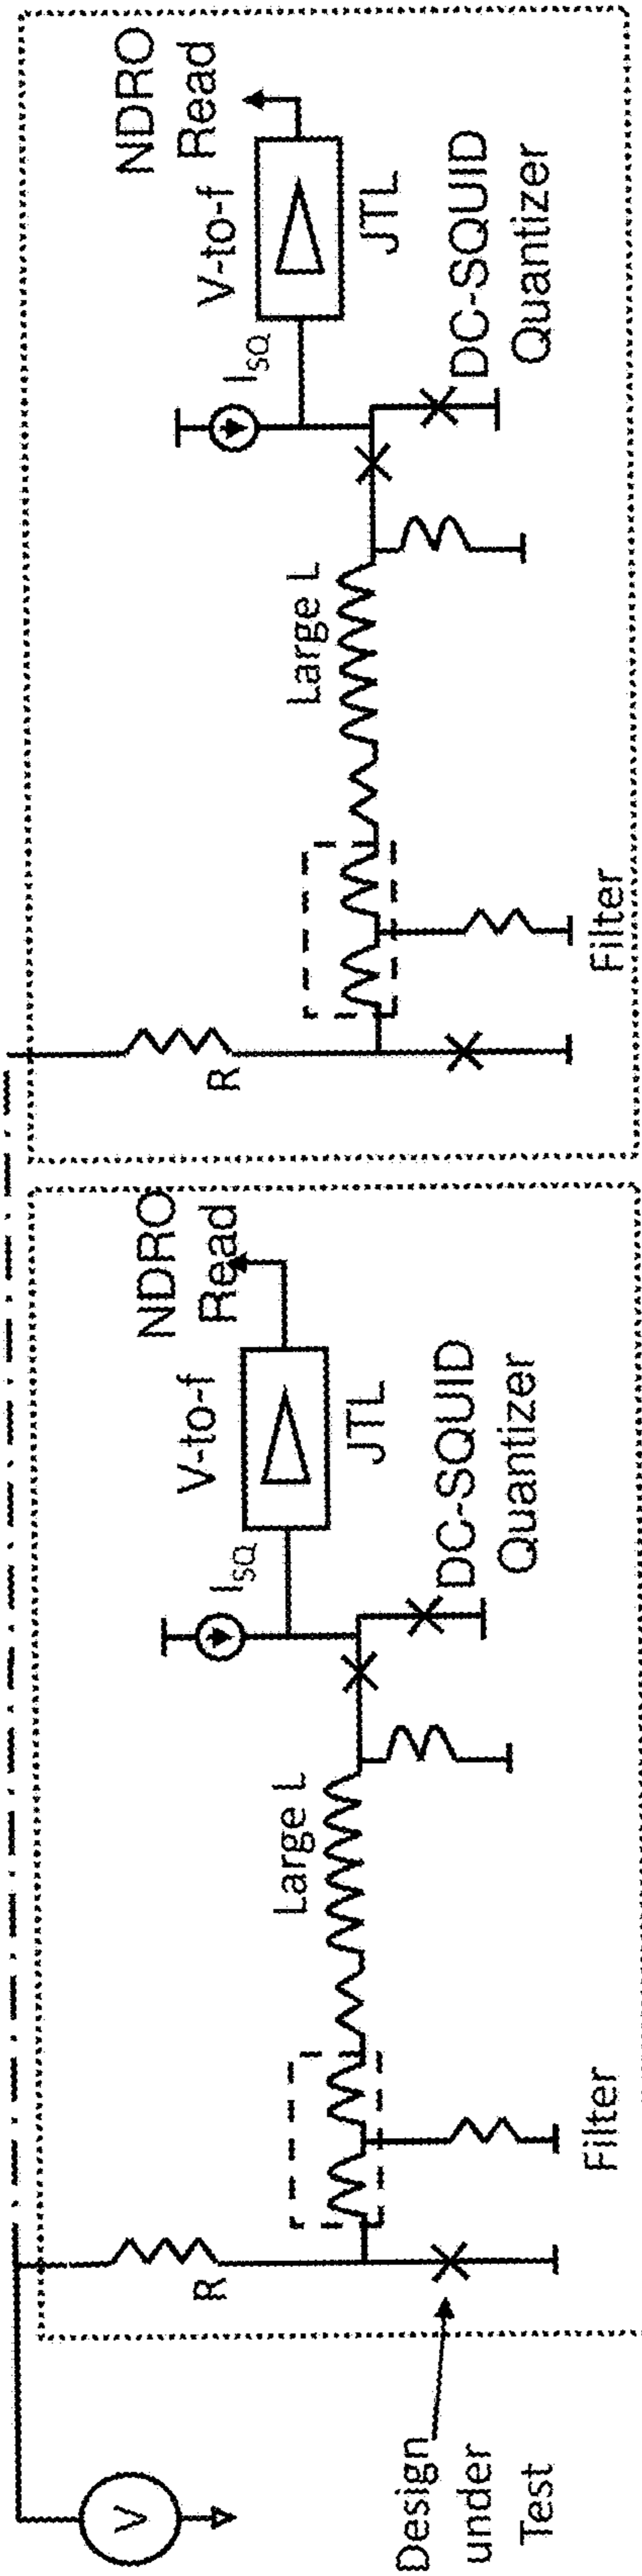 V
Design
under
Test
R
Filter
Large L
I_SQ
V-to-f
JTL
NDRO
Read
DC-SQUID
Quantizer
R
Filter
Large L
I_SQ
V-to-f
JTL
NDRO
Read
DC-SQUID
Quantizer